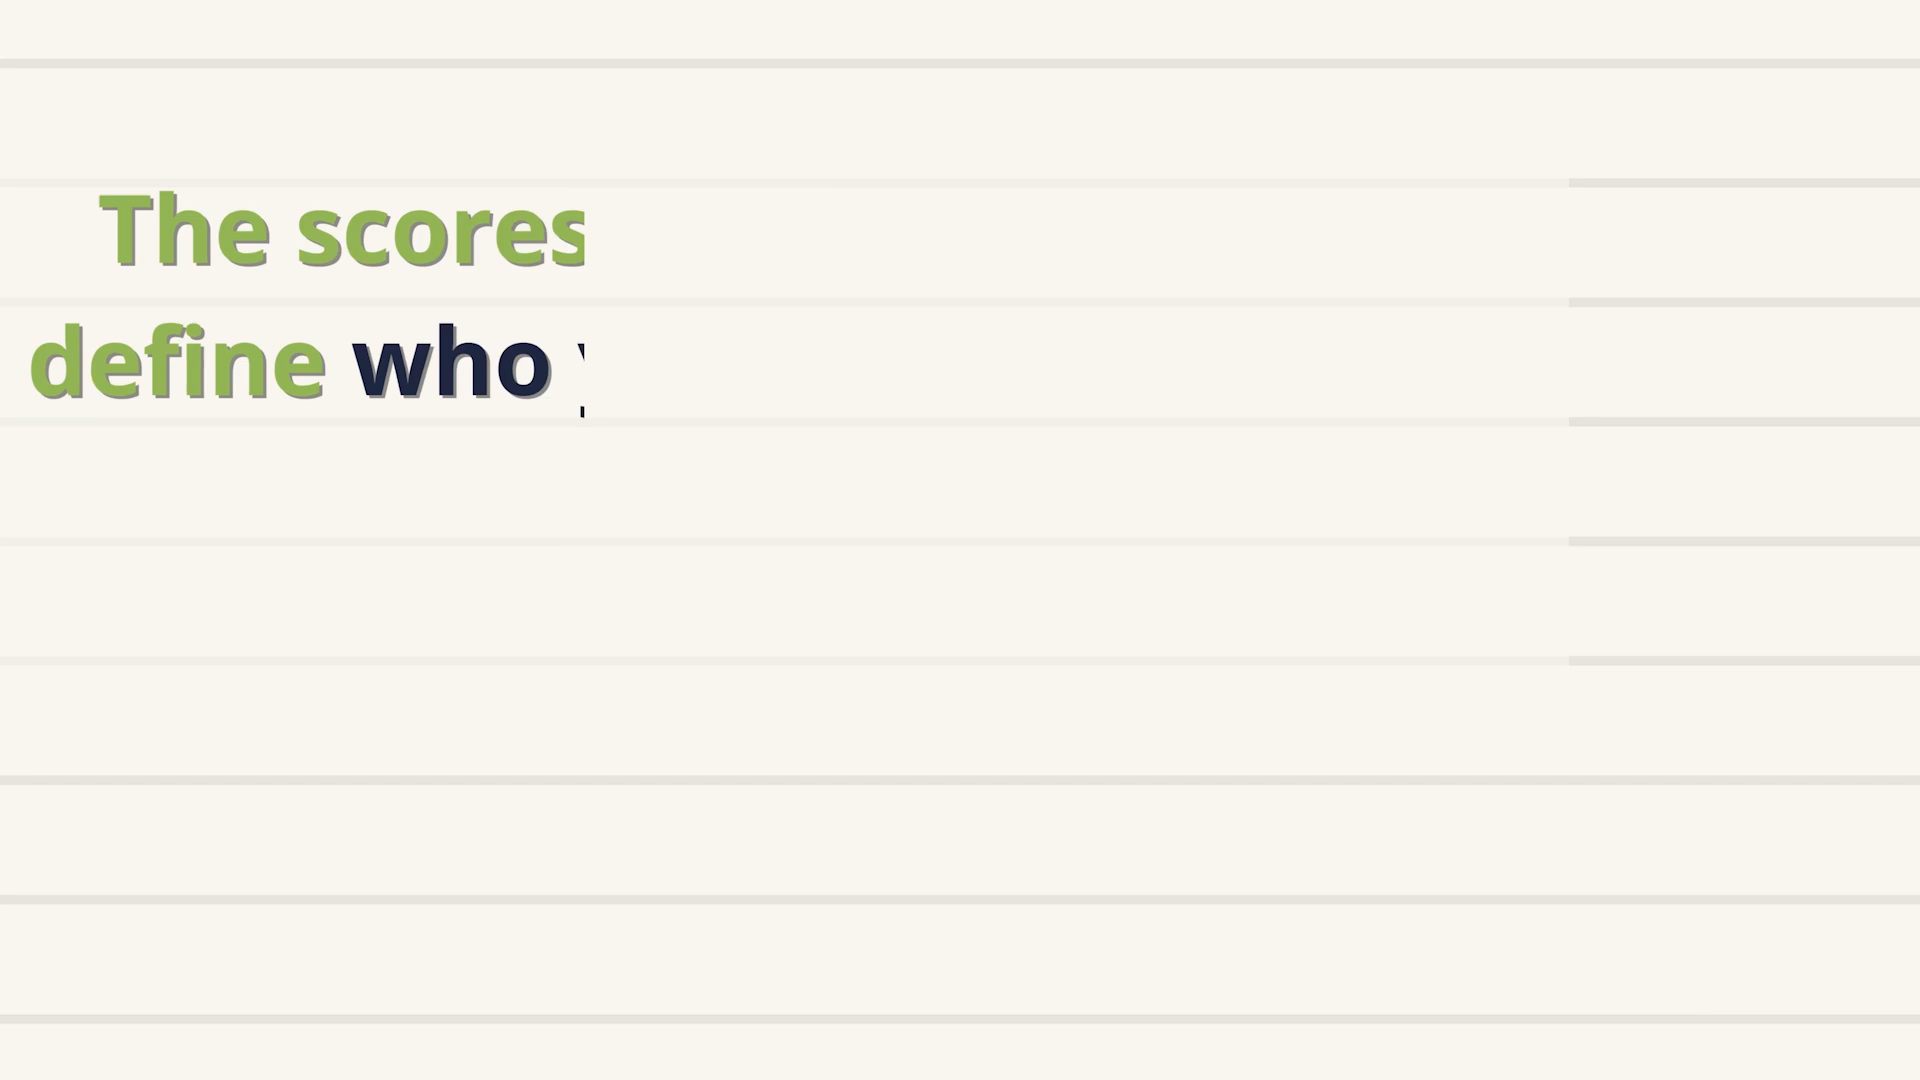 The scores
define who